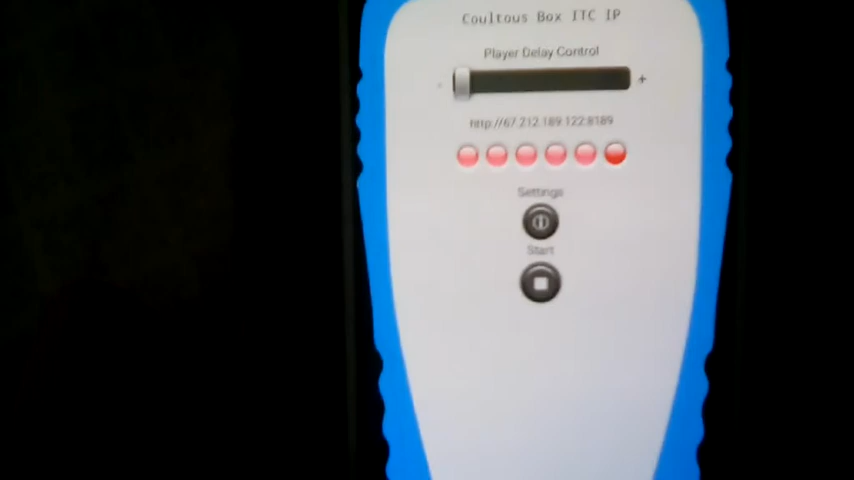 Coultous Box ITC IP
Player Delay Control
- +
http://67.212.189.122:8189
Settings
Start